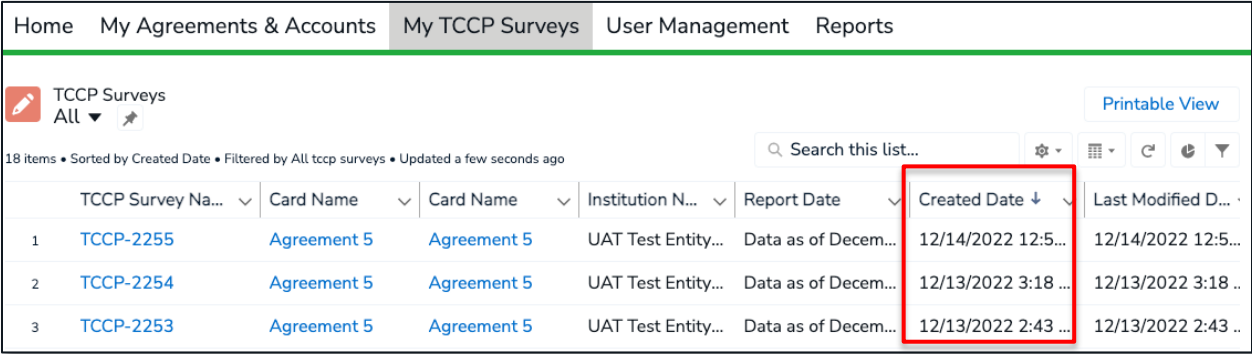 Home My Agreements & Accounts My TCCP Surveys User Management Reports
TCCP Surveys
All
Printable View
18 items • Sorted by Created Date • Filtered by All tccp surveys • Updated a few seconds ago
Search this list...
TCCP Survey Na... Card Name Card Name Institution N... Report Date Created Date ↓ Last Modified D...
1 TCCP-2255 Agreement 5 Agreement 5 UAT Test Entity... Data as of Decem... 12/14/2022 12:5... 12/14/2022 12:5...
2 TCCP-2254 Agreement 5 Agreement 5 UAT Test Entity... Data as of Decem... 12/13/2022 3:18 ... 12/13/2022 3:18 ..
3 TCCP-2253 Agreement 5 Agreement 5 UAT Test Entity... Data as of Decem... 12/13/2022 2:43 ... 12/13/2022 2:43 ..